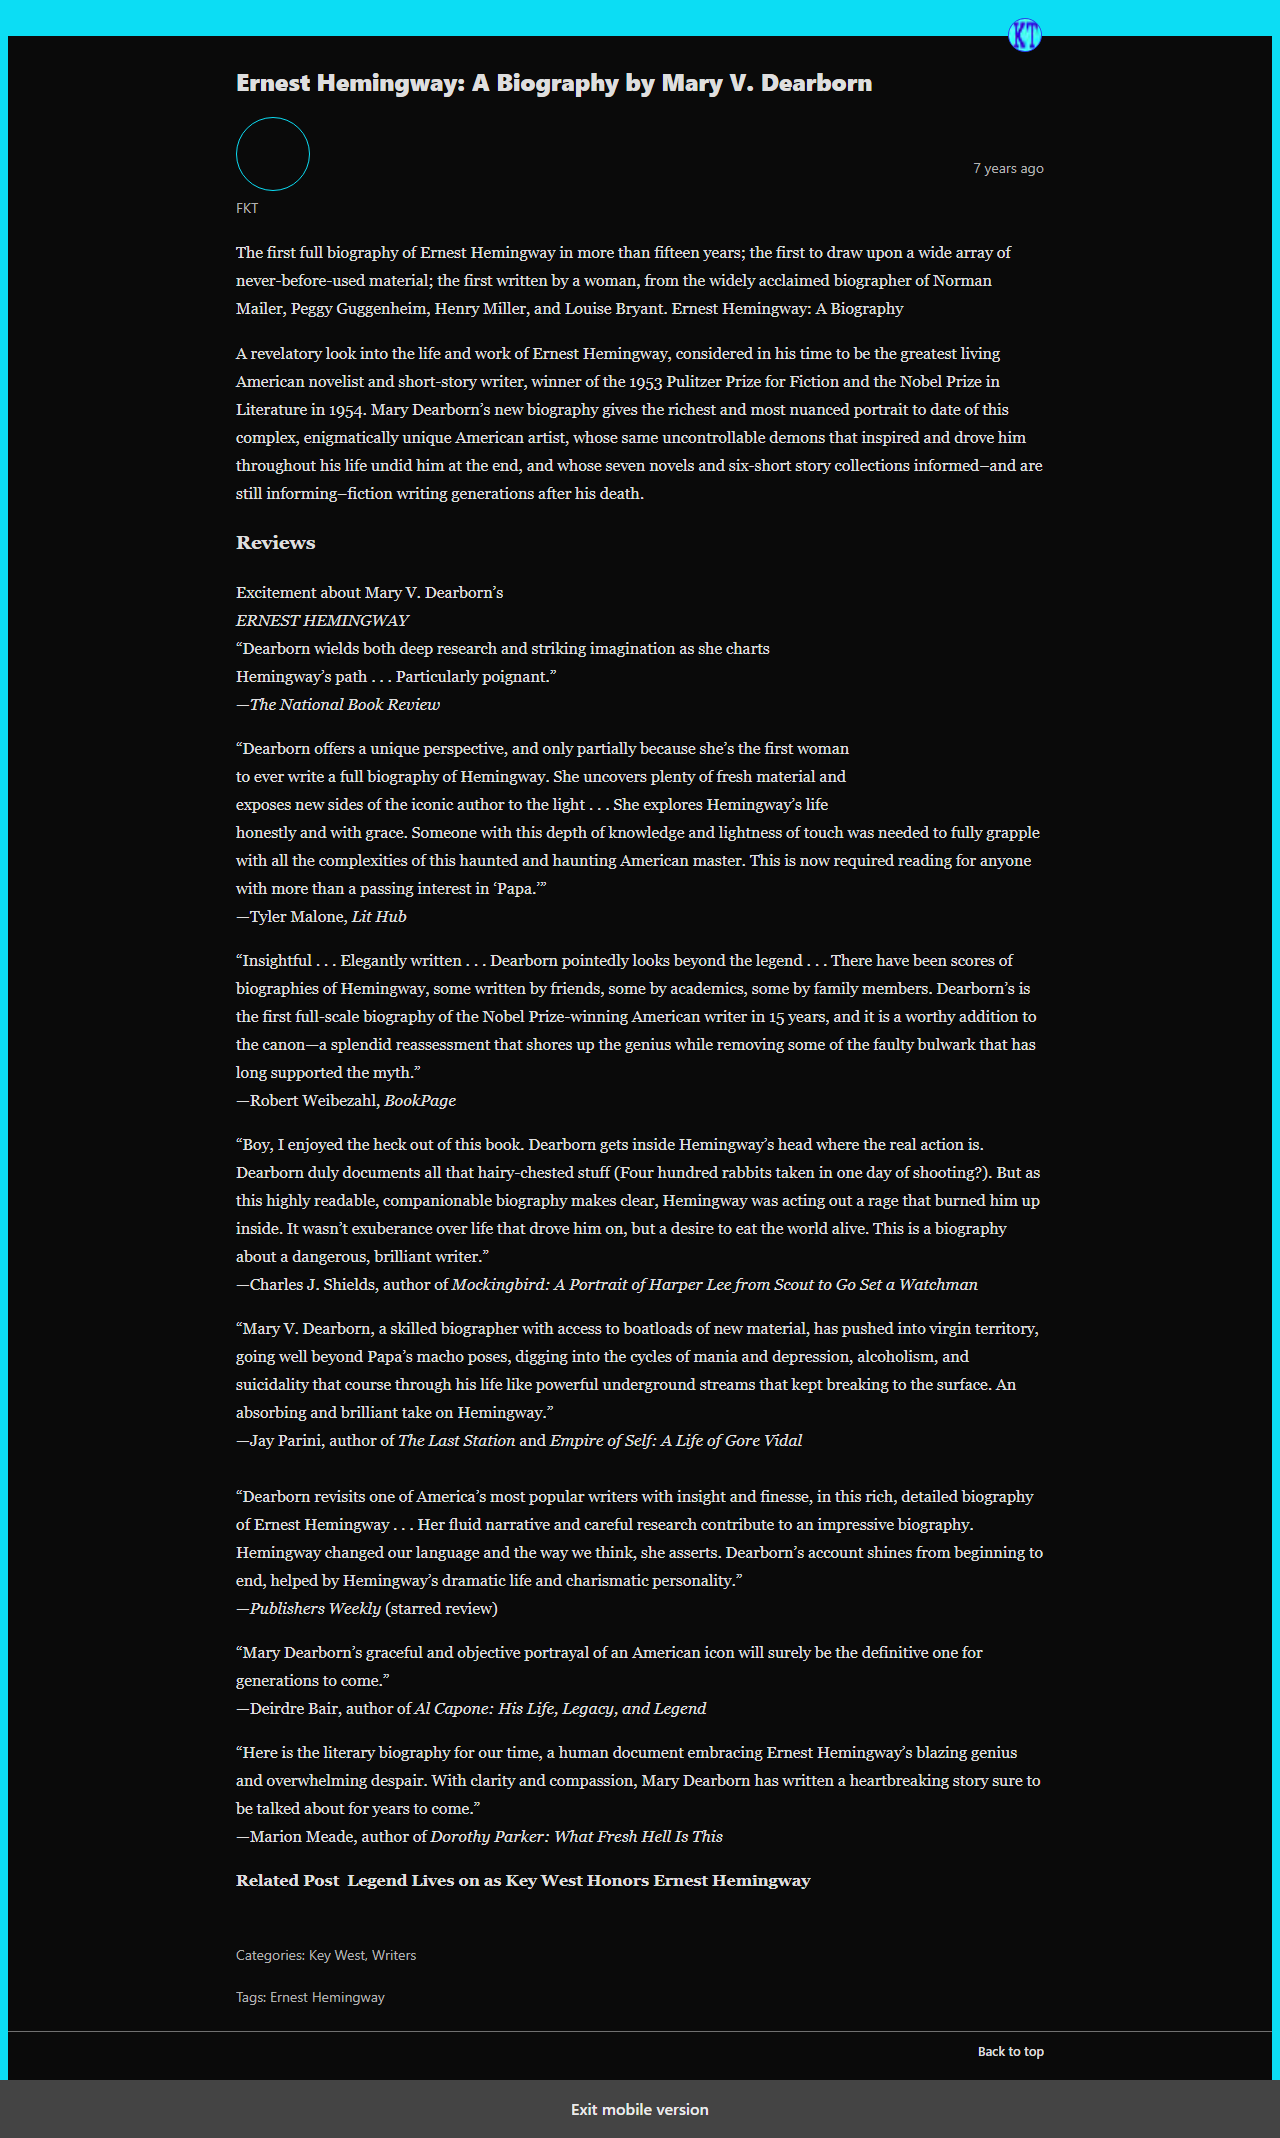 KT
Ernest Hemingway: A Biography by Mary V. Dearborn
7 years ago
FKT
The first full biography of Ernest Hemingway in more than fifteen years; the first to draw upon a wide array of
never-before-used material; the first written by a woman, from the widely acclaimed biographer of Norman
Mailer, Peggy Guggenheim, Henry Miller, and Louise Bryant. Ernest Hemingway: A Biography
A revelatory look into the life and work of Ernest Hemingway, considered in his time to be the greatest living
American novelist and short-story writer, winner of the 1953 Pulitzer Prize for Fiction and the Nobel Prize in
Literature in 1954. Mary Dearborn’s new biography gives the richest and most nuanced portrait to date of this
complex, enigmatically unique American artist, whose same uncontrollable demons that inspired and drove him
throughout his life undid him at the end, and whose seven novels and six-short story collections informed–and are
still informing–fiction writing generations after his death.
Reviews
Excitement about Mary V. Dearborn’s
ERNEST HEMINGWAY
“Dearborn wields both deep research and striking imagination as she charts
Hemingway’s path . . . Particularly poignant.”
—The National Book Review
“Dearborn offers a unique perspective, and only partially because she’s the first woman
to ever write a full biography of Hemingway. She uncovers plenty of fresh material and
exposes new sides of the iconic author to the light . . . She explores Hemingway’s life
honestly and with grace. Someone with this depth of knowledge and lightness of touch was needed to fully grapple
with all the complexities of this haunted and haunting American master. This is now required reading for anyone
with more than a passing interest in ‘Papa.’”
—Tyler Malone, Lit Hub
“Insightful . . . Elegantly written . . . Dearborn pointedly looks beyond the legend . . . There have been scores of
biographies of Hemingway, some written by friends, some by academics, some by family members. Dearborn’s is
the first full-scale biography of the Nobel Prize-winning American writer in 15 years, and it is a worthy addition to
the canon—a splendid reassessment that shores up the genius while removing some of the faulty bulwark that has
long supported the myth.”
—Robert Weibezahl, BookPage
“Boy, I enjoyed the heck out of this book. Dearborn gets inside Hemingway’s head where the real action is.
Dearborn duly documents all that hairy-chested stuff (Four hundred rabbits taken in one day of shooting?). But as
this highly readable, companionable biography makes clear, Hemingway was acting out a rage that burned him up
inside. It wasn’t exuberance over life that drove him on, but a desire to eat the world alive. This is a biography
about a dangerous, brilliant writer.”
—Charles J. Shields, author of Mockingbird: A Portrait of Harper Lee from Scout to Go Set a Watchman
“Mary V. Dearborn, a skilled biographer with access to boatloads of new material, has pushed into virgin territory,
going well beyond Papa’s macho poses, digging into the cycles of mania and depression, alcoholism, and
suicidality that course through his life like powerful underground streams that kept breaking to the surface. An
absorbing and brilliant take on Hemingway.”
—Jay Parini, author of The Last Station and Empire of Self: A Life of Gore Vidal
“Dearborn revisits one of America’s most popular writers with insight and finesse, in this rich, detailed biography
of Ernest Hemingway . . . Her fluid narrative and careful research contribute to an impressive biography.
Hemingway changed our language and the way we think, she asserts. Dearborn’s account shines from beginning to
end, helped by Hemingway’s dramatic life and charismatic personality.”
—Publishers Weekly (starred review)
“Mary Dearborn’s graceful and objective portrayal of an American icon will surely be the definitive one for
generations to come.”
—Deirdre Bair, author of Al Capone: His Life, Legacy, and Legend
“Here is the literary biography for our time, a human document embracing Ernest Hemingway’s blazing genius
and overwhelming despair. With clarity and compassion, Mary Dearborn has written a heartbreaking story sure to
be talked about for years to come.”
—Marion Meade, author of Dorothy Parker: What Fresh Hell Is This
Related Post  Legend Lives on as Key West Honors Ernest Hemingway
Categories: Key West, Writers
Tags: Ernest Hemingway
Back to top
Exit mobile version